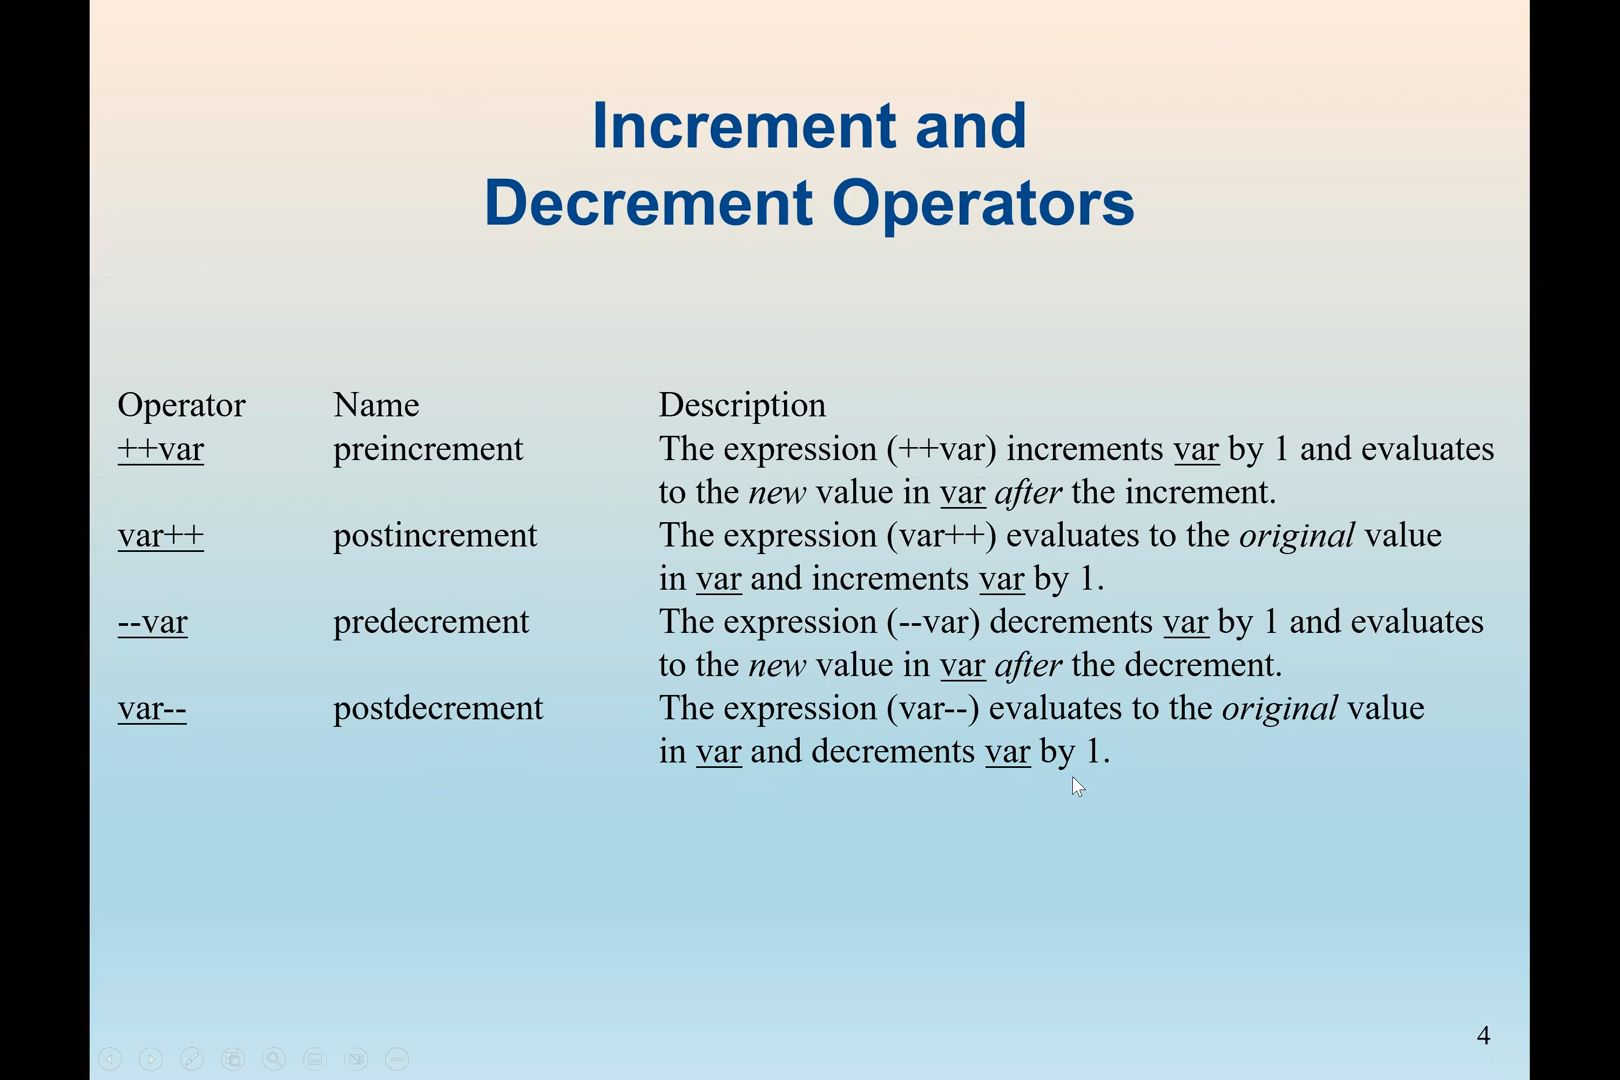 Increment and
Decrement Operators
Operator Name Description
++var preincrement The expression (++var) increments var by 1 and evaluates
to the new value in var after the increment.
var++ postincrement The expression (var++) evaluates to the original value
in var and increments var by 1.
--var predecrement The expression (--var) decrements var by 1 and evaluates
to the new value in var after the decrement.
var-- postdecrement The expression (var--) evaluates to the original value
in var and decrements var by 1.
4